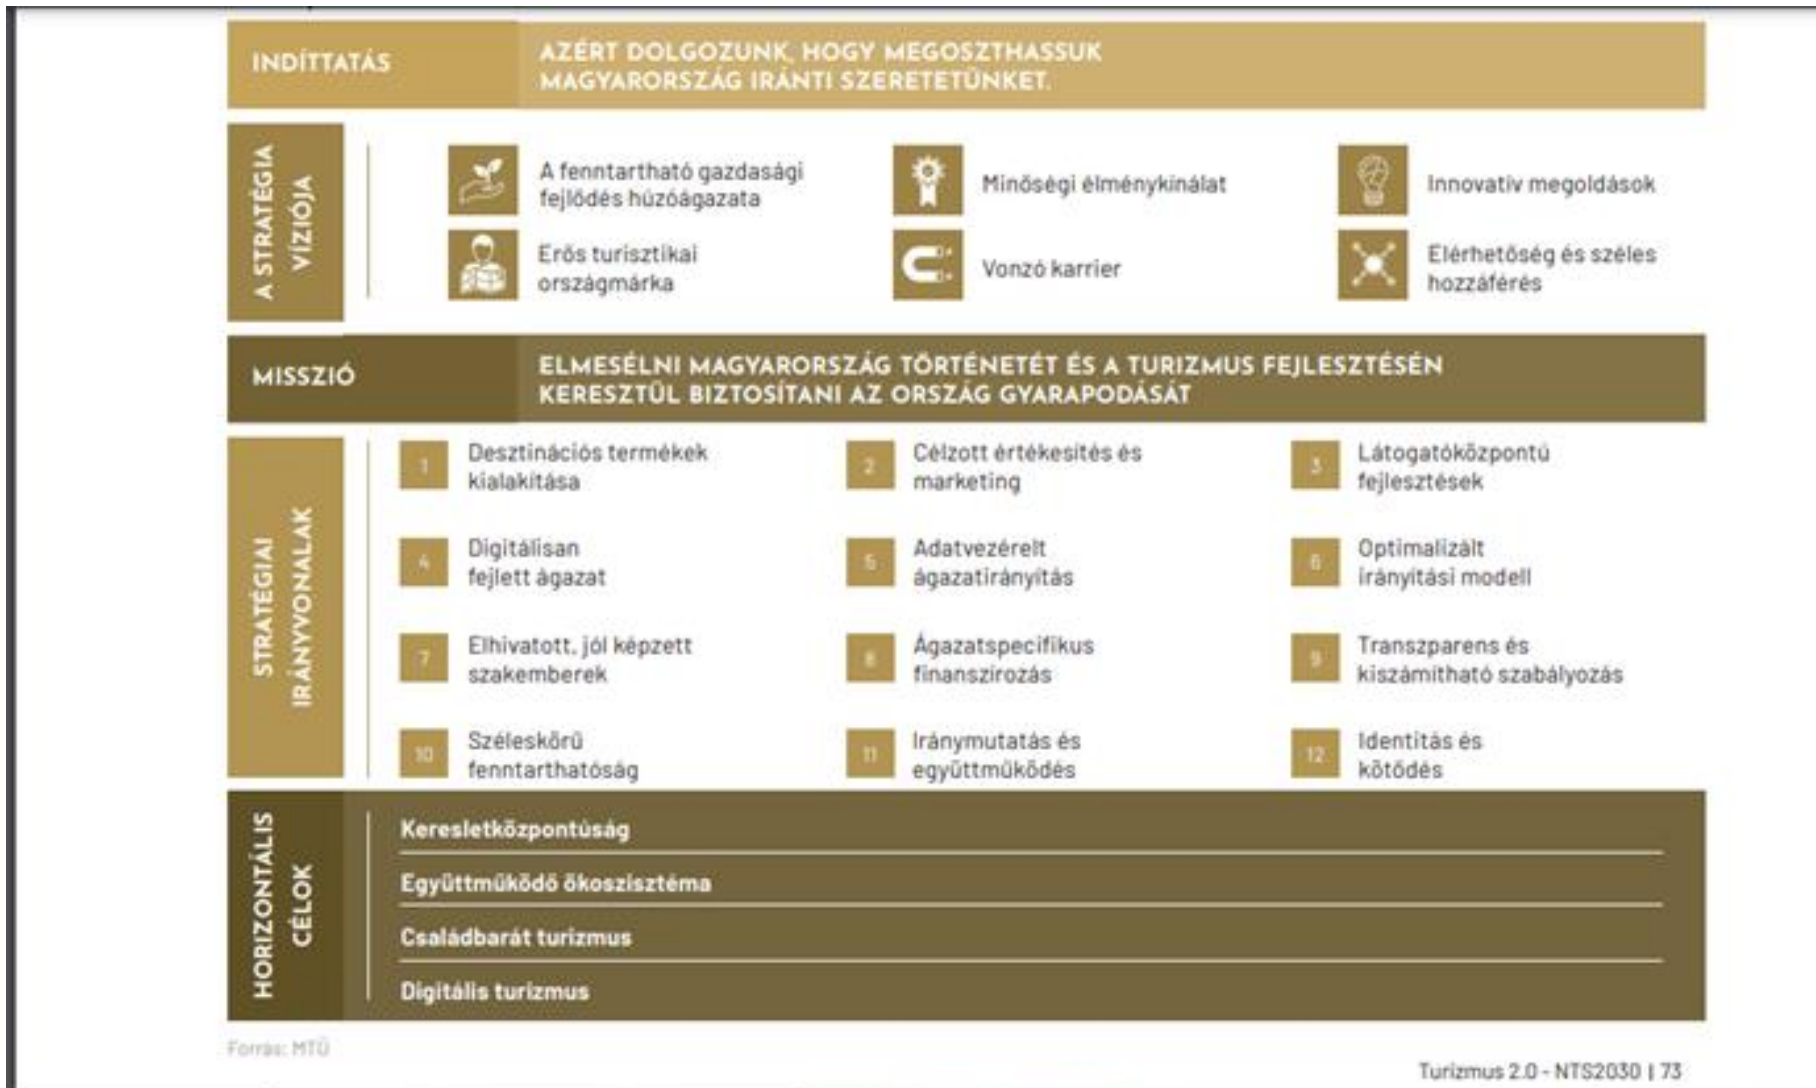 INDÍTTATÁS
AZÉRT DOLGOZUNK, HOGY MEGOSZTHASSUK
MAGYARORSZÁG IRÁNTI SZERETETÜNKET.
A STRATÉGIA
VÍZIÓJA
A fenntartható gazdasági
fejlődés húzóágazata
Minőségi élménykínálat
Innovatív megoldások
Erős turisztikai
országmárka
Vonzó karrier
Elérhetőség és széles
hozzáférés
MISSZIÓ
ELMESÉLNI MAGYARORSZÁG TÖRTÉNETÉT ÉS A TURIZMUS FEJLESZTÉSÉN
KERESZTÜL BIZTOSÍTANI AZ ORSZÁG GYARAPODÁSÁT
STRATÉGIAI
IRÁNYVONALAK
1
Desztinációs termékek
kialakítása
2
Célzott értékesítés és
marketing
3
Látogatóközpontú
fejlesztések
4
Digitálisan
fejlett ágazat
5
Adatvezérelt
ágazatirányítás
6
Optimalizált
irányítási modell
7
Elhivatott, jól képzett
szakemberek
8
Ágazatspecifikus
finanszírozás
9
Transzparens és
kiszámítható szabályozás
10
Széleskörű
fenntarthatóság
11
Iránymutatás és
együttműködés
12
Identitás és
kötődés
HORIZONTÁLIS
CÉLOK
Keresletközpontúság
Együttműködő ökoszisztéma
Családbarát turizmus
Digitális turizmus
Forrás: MTÜ
Turizmus 2.0 - NTS2030 | 73